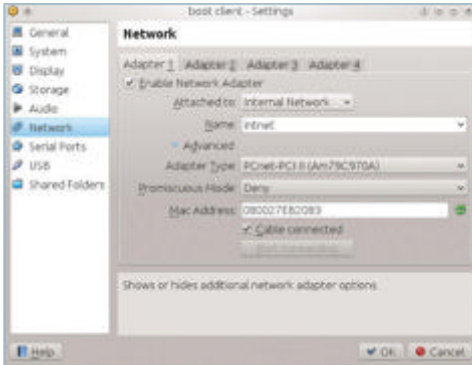 boot client - Settings
General
System
Display
Storage
Audio
Network
Serial Ports
USB
Shared Folders
Network
Adapter 1 Adapter 2 Adapter 3 Adapter 4
Enable Network Adapter
Attached to: Internal Network
Name: intnet
Advanced
Adapter Type: PCnet-PCI II (Am79C970A)
Promiscuous Mode: Deny
Mac Address:
Cable connected
Shows or hides additional network adapter options.
Help
OK
Cancel